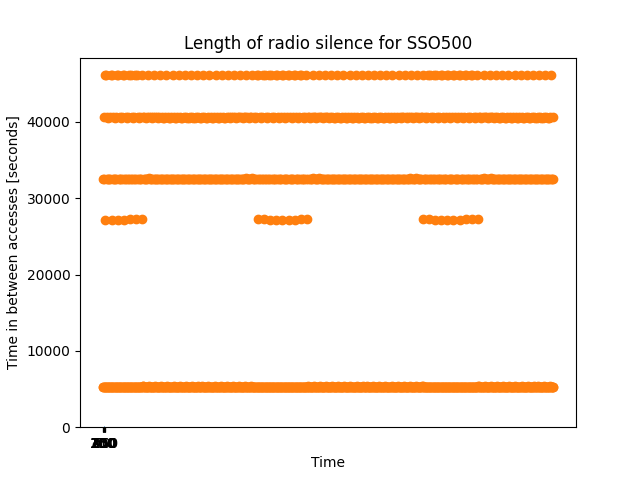 Length of radio silence for SSO500
Time in between accesses [seconds]
40000
30000
20000
10000
0
Time